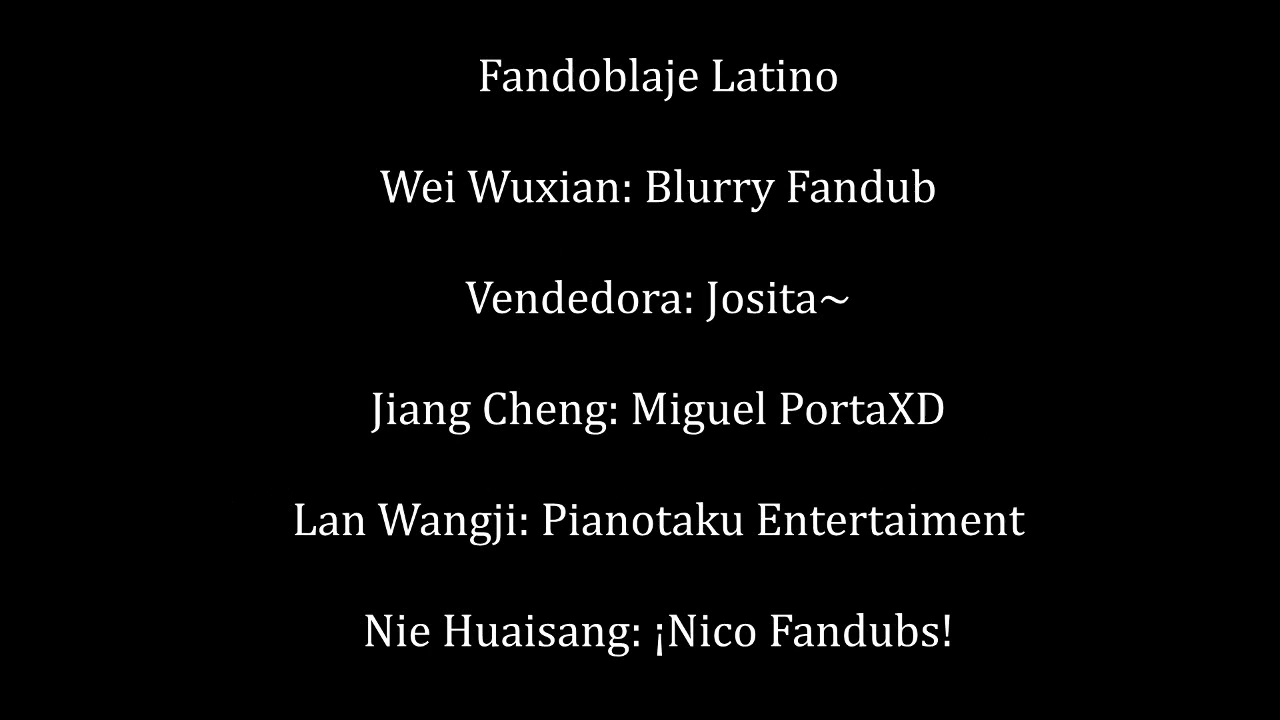 Fandoblaje Latino
Wei Wuxian: Blurry Fandub
Vendedora: Josita~
Jiang Cheng: Miguel PortaXD
Lan Wangji: Pianotaku Entertaiment
Nie Huaisang: ¡Nico Fandubs!